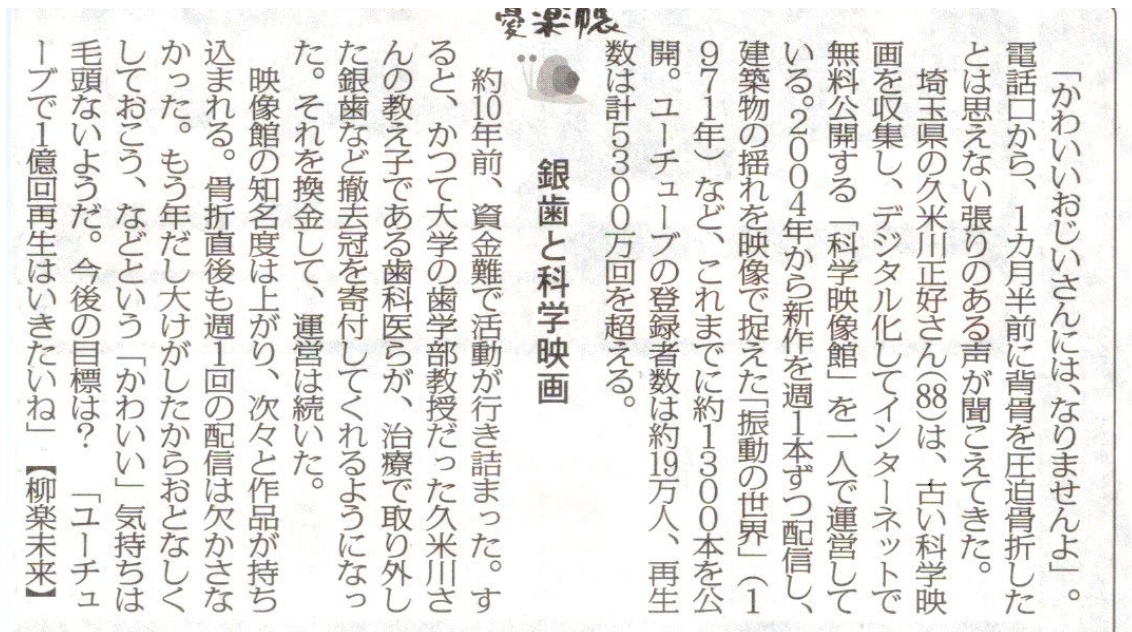 憂楽帳
「かわいいおじいさんには、なりませんよ」。
電話口から、1カ月半前に背骨を圧迫骨折した
とは思えない張りのある声が聞こえてきた。
埼玉県の久米川正好さん(88)は、古い科学映
画を収集し、デジタル化してインターネットで
無料公開する「科学映像館」を一人で運営して
いる。2004年から新作を週1本ずつ配信し、
建築物の揺れを映像で捉えた「振動の世界」(1
971年)など、これまでに約1300本を公
開。ユーチューブの登録者数は約19万人、再生
数は計5300万回を超える。
銀歯と科学映画
約10年前、資金難で活動が行き詰まった。す
ると、かつて大学の歯学部教授だった久米川さ
んの教え子である歯科医らが、治療で取り外し
た銀歯など撤去冠を寄付してくれるようになっ
た。それを換金して、運営は続いた。
映像館の知名度は上がり、次々と作品が持ち
込まれる。骨折直後も週1回の配信は欠かさな
かった。もう年だし大けがしたからおとなしく
しておこう、などという「かわいい」気持ちは
毛頭ないようだ。今後の目標は?「ユーチュ
ーブで1億回再生はいきたいね」【柳楽未来】